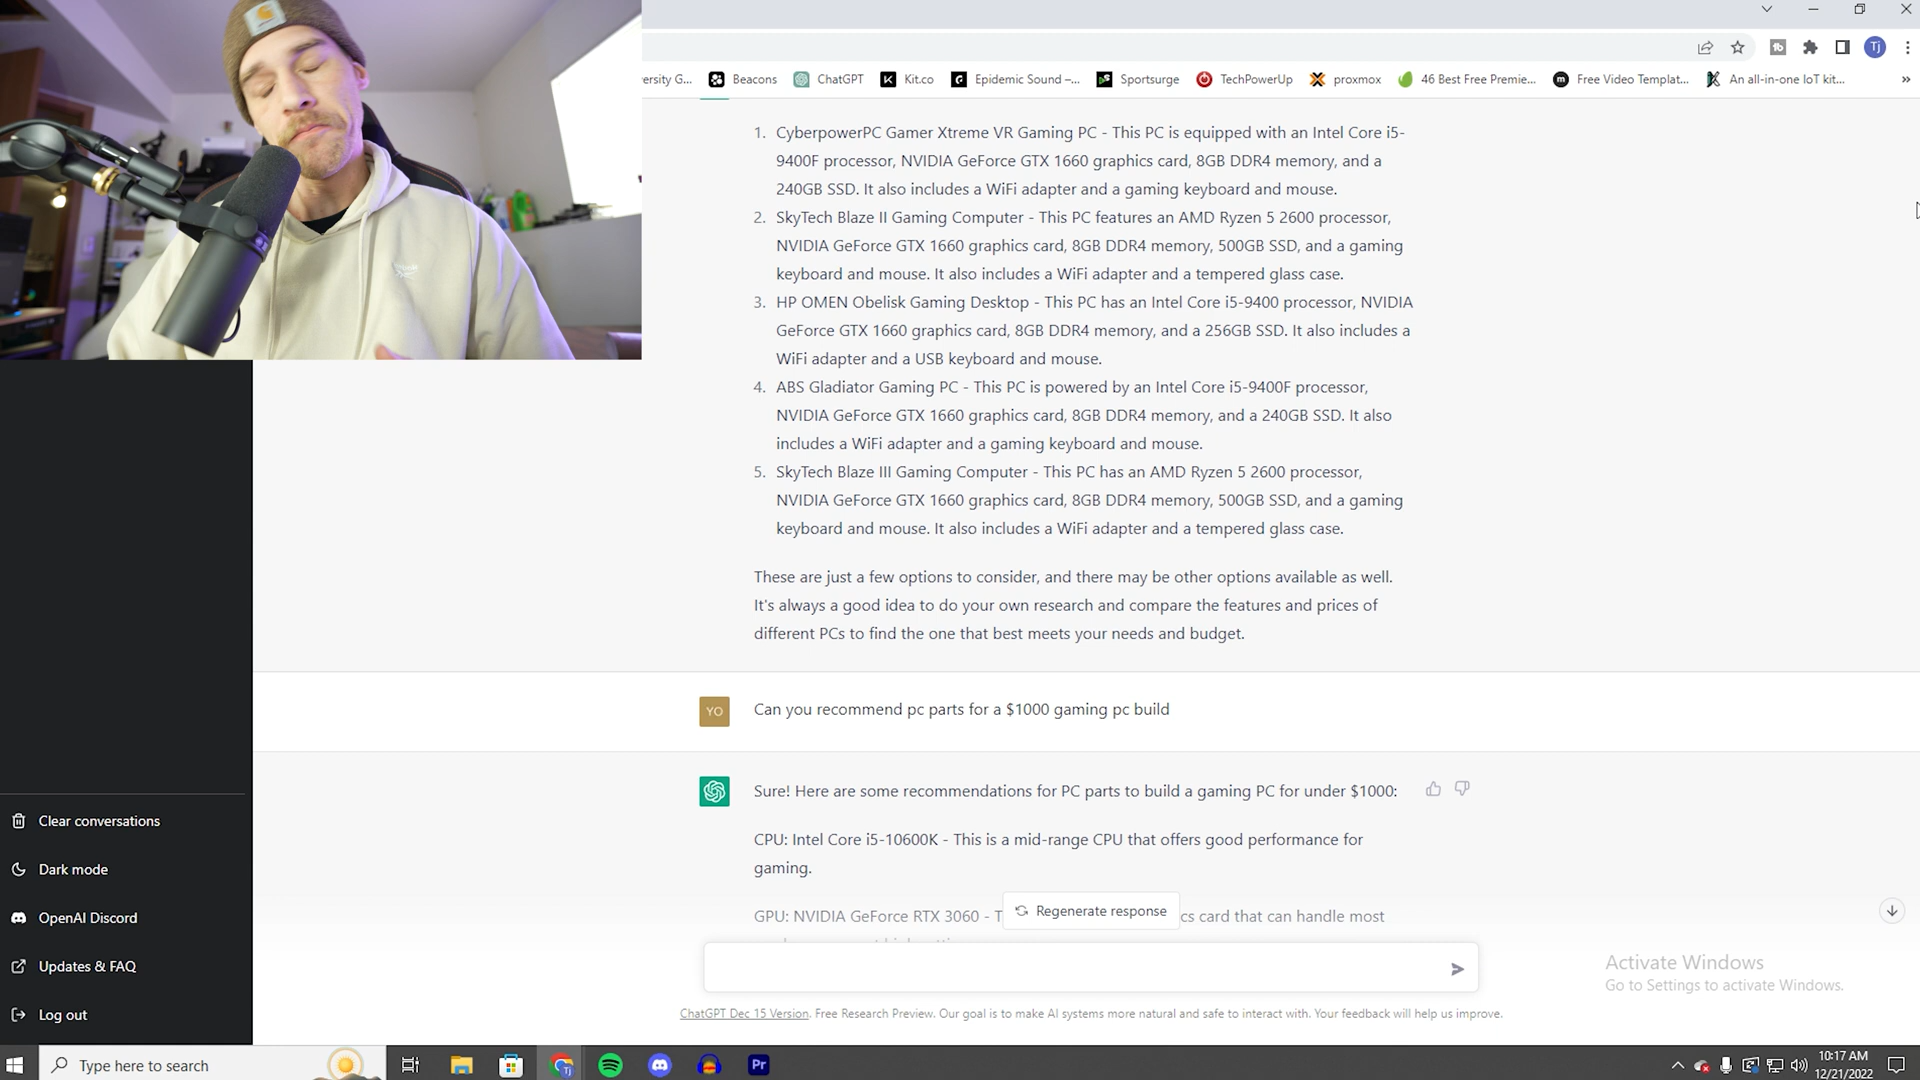 Tj
ersity G...
Beacons
ChatGPT
Kit.co
Epidemic Sound –...
Sportsurge
TechPowerUp
proxmox
46 Best Free Premie...
Free Video Templat...
An all-in-one IoT kit...
»
1. CyberpowerPC Gamer Xtreme VR Gaming PC - This PC is equipped with an Intel Core i5-
9400F processor, NVIDIA GeForce GTX 1660 graphics card, 8GB DDR4 memory, and a
240GB SSD. It also includes a WiFi adapter and a gaming keyboard and mouse.
2. SkyTech Blaze II Gaming Computer - This PC features an AMD Ryzen 5 2600 processor,
NVIDIA GeForce GTX 1660 graphics card, 8GB DDR4 memory, 500GB SSD, and a gaming
keyboard and mouse. It also includes a WiFi adapter and a tempered glass case.
3. HP OMEN Obelisk Gaming Desktop - This PC has an Intel Core i5-9400 processor, NVIDIA
GeForce GTX 1660 graphics card, 8GB DDR4 memory, and a 256GB SSD. It also includes a
WiFi adapter and a USB keyboard and mouse.
4. ABS Gladiator Gaming PC - This PC is powered by an Intel Core i5-9400F processor,
NVIDIA GeForce GTX 1660 graphics card, 8GB DDR4 memory, and a 240GB SSD. It also
includes a WiFi adapter and a gaming keyboard and mouse.
5. SkyTech Blaze III Gaming Computer - This PC has an AMD Ryzen 5 2600 processor,
NVIDIA GeForce GTX 1660 graphics card, 8GB DDR4 memory, 500GB SSD, and a gaming
keyboard and mouse. It also includes a WiFi adapter and a tempered glass case.
These are just a few options to consider, and there may be other options available as well.
It's always a good idea to do your own research and compare the features and prices of
different PCs to find the one that best meets your needs and budget.
YO
Can you recommend pc parts for a $1000 gaming pc build
Sure! Here are some recommendations for PC parts to build a gaming PC for under $1000:
CPU: Intel Core i5-10600K - This is a mid-range CPU that offers good performance for
gaming.
GPU: NVIDIA GeForce RTX 3060 - T
cs card that can handle most
Regenerate response
Clear conversations
Dark mode
OpenAI Discord
Updates & FAQ
Log out
Activate Windows
Go to Settings to activate Windows.
ChatGPT Dec 15 Version. Free Research Preview. Our goal is to make AI systems more natural and safe to interact with. Your feedback will help us improve.
Type here to search
Tj
Pr
10:17 AM
12/21/2022